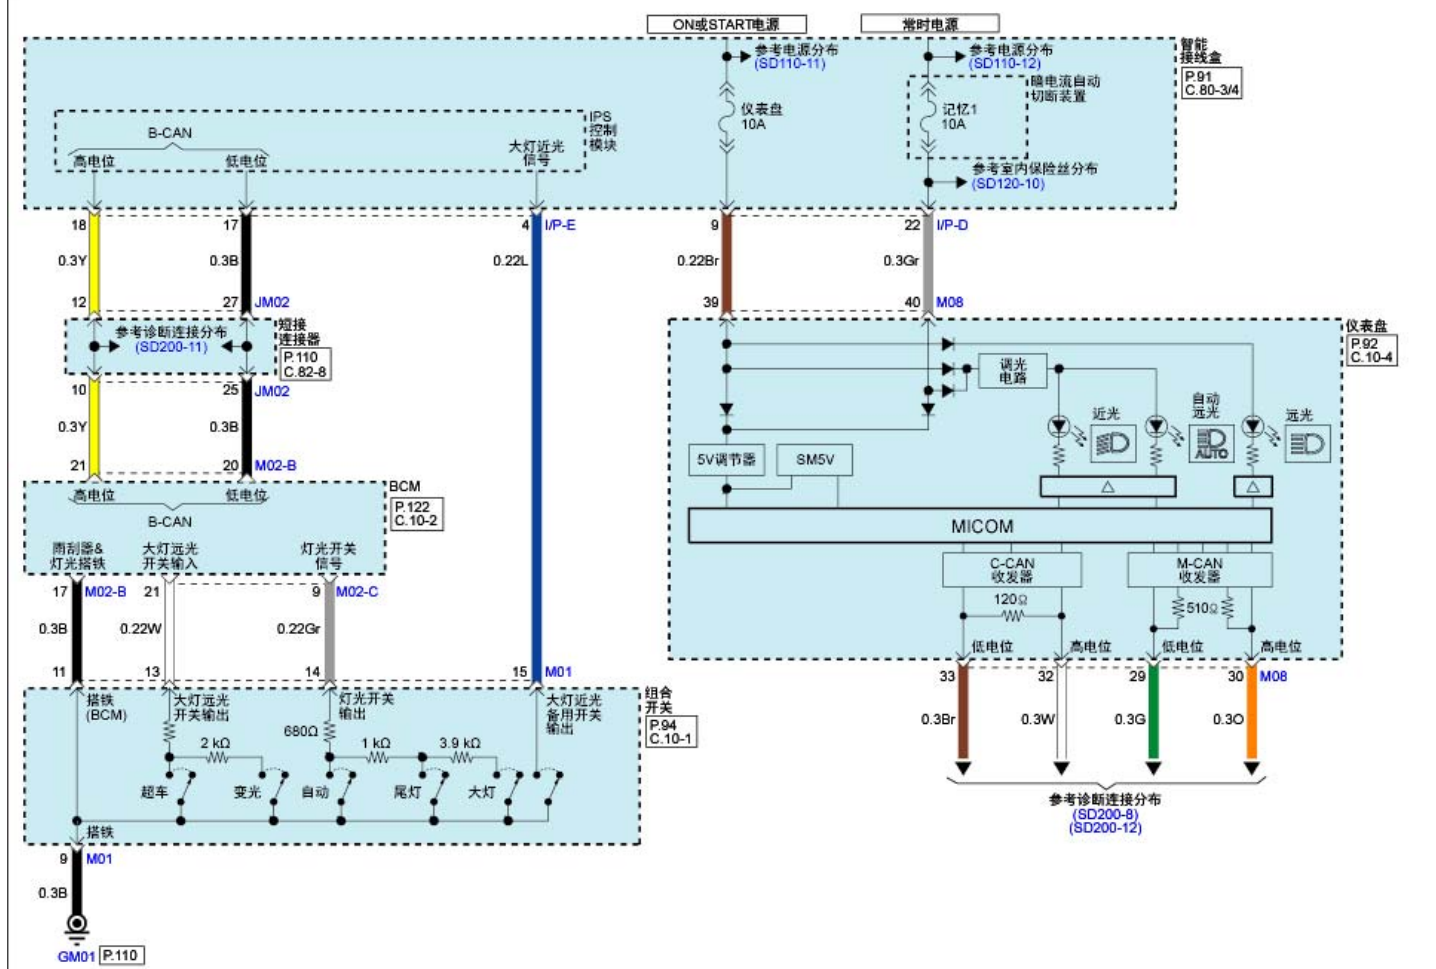 ON或START电源
常时电源
参考电源分布
(SD110-11)
参考电源分布
(SD110-12)
智能
接线盒
P.91
C.80-3/4
暗电流自动
切断装置
仪表盘
10A
记忆1
10A
IPS
控制
模块
B-CAN
高电位
低电位
大灯近光
信号
参考室内保险丝分布
(SD120-10)
18
17
4
I/P-E
9
22
I/P-D
0.3Y
0.3B
0.22L
0.22Br
0.3Gr
12
27
JM02
39
40
M08
参考诊断连接分布
(SD200-11)
短接
连接器
P.110
C.82-8
仪表盘
P.92
C.10-4
10
25
JM02
0.3Y
0.3B
21
20
M02-B
调光
电路
近光
自动
远光
AUTO
远光
5V调节器
SM5V
MICOM
高电位
低电位
B-CAN
BCM
P.122
C.10-2
雨刮器&
灯光搭铁
大灯远光
开关输入
灯光开关
信号
C-CAN
收发器
M-CAN
收发器
120Ω
510Ω
17
M02-B
21
9
M02-C
0.3B
0.22W
0.22Gr
低电位
高电位
低电位
高电位
11
13
14
15
M01
33
32
29
30
M08
搭铁
(BCM)
大灯远光
开关输出
灯光开关
输出
大灯近光
备用开关
输出
组合
开关
P.94
C.10-1
0.3Br
0.3W
0.3G
0.3O
680Ω
2 kΩ
1 kΩ
3.9 kΩ
超车
变光
自动
尾灯
大灯
参考诊断连接分布
(SD200-8)
(SD200-12)
搭铁
9
M01
0.3B
GM01
P.110